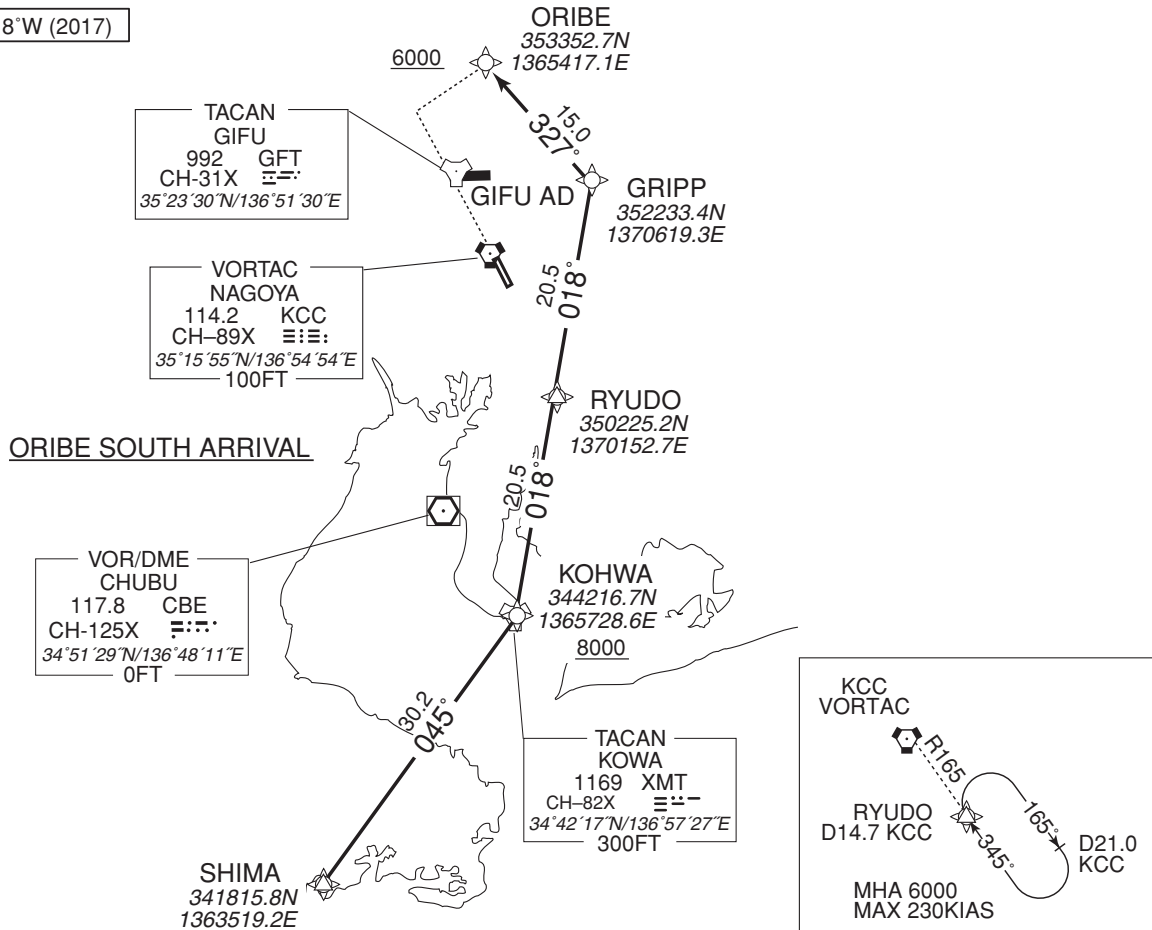 8°W (2017)
ORIBE
353352.7N
1365417.1E
6000
15.0
327°
TACAN
GIFU
992 GFT
CH-31X
35°23´30˝N/136°51´30˝E
GIFU AD
GRIPP
352233.4N
1370619.3E
VORTAC
NAGOYA
114.2 KCC
CH–89X
35°15´55˝N/136°54´54˝E
100FT
20.5
018°
RYUDO
350225.2N
1370152.7E
ORIBE SOUTH ARRIVAL
20.5
018°
VOR/DME
CHUBU
117.8 CBE
CH-125X
34°51´29˝N/136°48´11˝E
0FT
KOHWA
344216.7N
1365728.6E
8000
30.2
045°
TACAN
KOWA
1169 XMT
CH–82X
34°42´17˝N/136°57´27˝E
300FT
SHIMA
341815.8N
1363519.2E
KCC
VORTAC
R165
RYUDO
D14.7 KCC
165°
345°
D21.0
KCC
MHA 6000
MAX 230KIAS